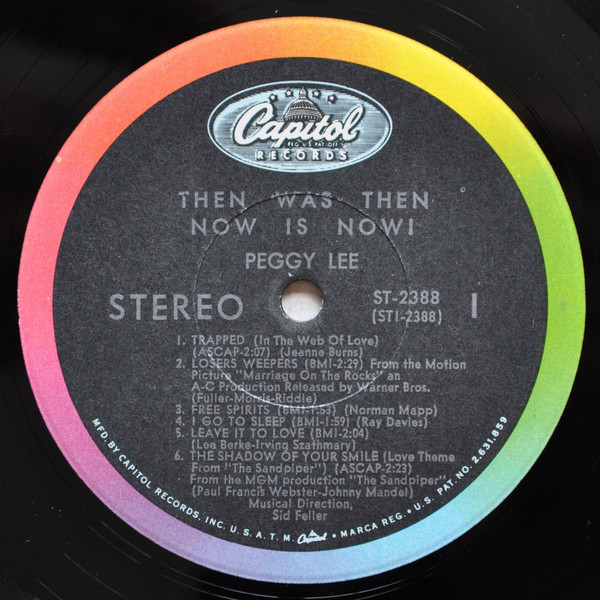 Capitol
REG. U.S. PAT. OFF.
RECORDS
THEN WAS THEN
NOW IS NOW!
PEGGY LEE
STEREO
ST-2388
(ST1-2388)
1
1. TRAPPED (In The Web Of Love)
(ASCAP-2:07) (Jeanne Burns)
2. LOSERS WEEPERS (BMI-2:29) From the Motion
Picture "Marriage On The Rocks" an
A-C Production Released by Warner Bros.
(Fuller-Morris-Riddle)
3. FREE SPIRITS (BMI-1:53) (Norman Mapp)
4. I GO TO SLEEP (BMI-1:59) (Ray Davies)
5. LEAVE IT TO LOVE (BMI-2:04)
(Lee Berke-Irving Szathmary)
6. THE SHADOW OF YOUR SMILE (Love Theme
From "The Sandpiper") (ASCAP-2:23)
From the MGM production "The Sandpiper"
(Paul Francis Webster-Johnny Mandel)
Musical Direction,
Sid Feller
MFD. BY CAPITOL RECORDS, INC. U.S.A. T.M. Capitol MARCA REG. • U.S. PAT. NO. 2,631,859